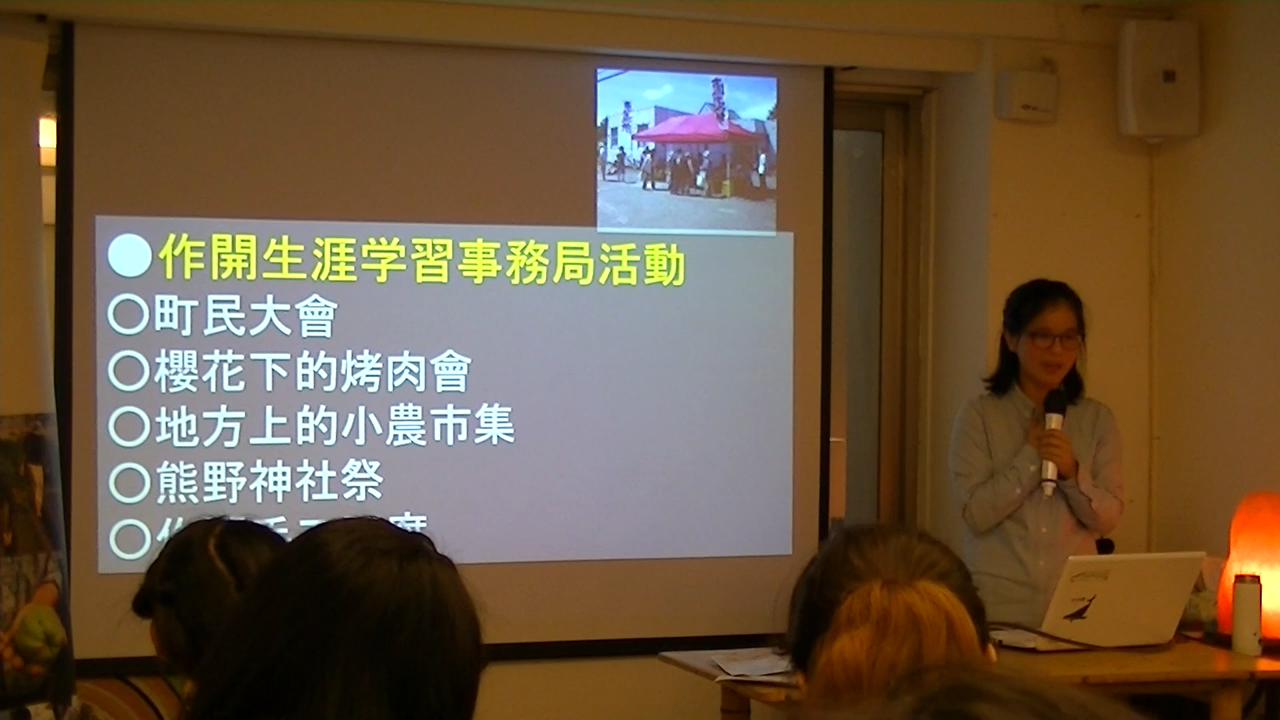 ●作開生涯学習事務局活動
○町民大會
○櫻花下的烤肉會
○地方上的小農市集
○熊野神社祭